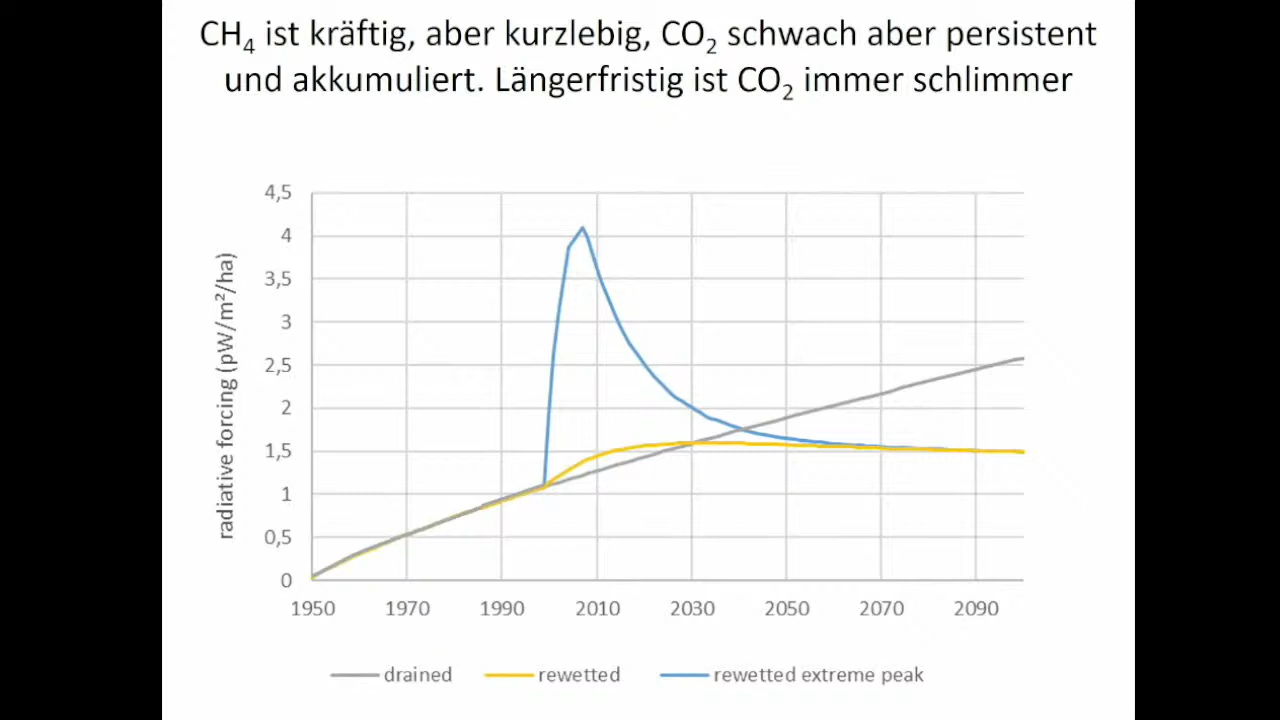 CH₄ ist kräftig, aber kurzlebig, CO₂ schwach aber persistent
und akkumuliert. Längerfristig ist CO₂ immer schlimmer
4,5
4
3,5
3
2,5
2
1,5
1
0,5
0
radiative forcing (pW/m²/ha)
1950 1970 1990 2010 2030 2050 2070 2090
drained rewetted rewetted extreme peak